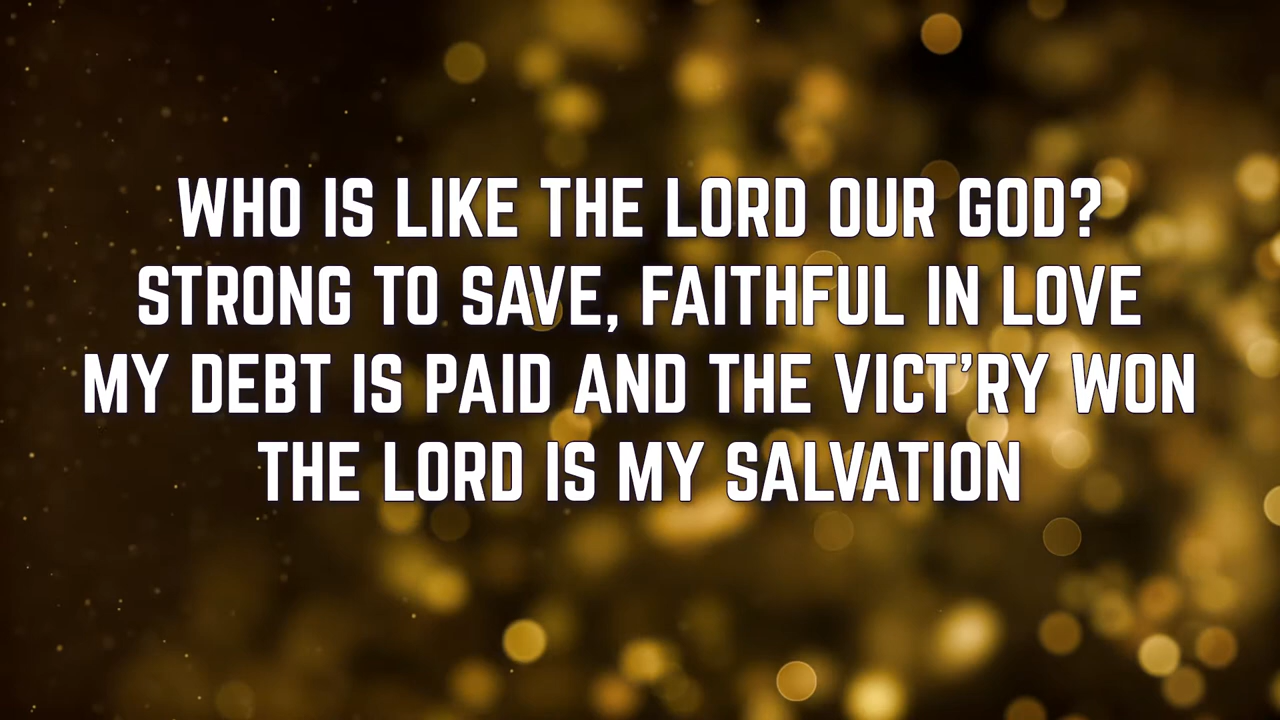 WHO IS LIKE THE LORD OUR GOD?
STRONG TO SAVE, FAITHFUL IN LOVE
MY DEBT IS PAID AND THE VICT’RY WON
THE LORD IS MY SALVATION